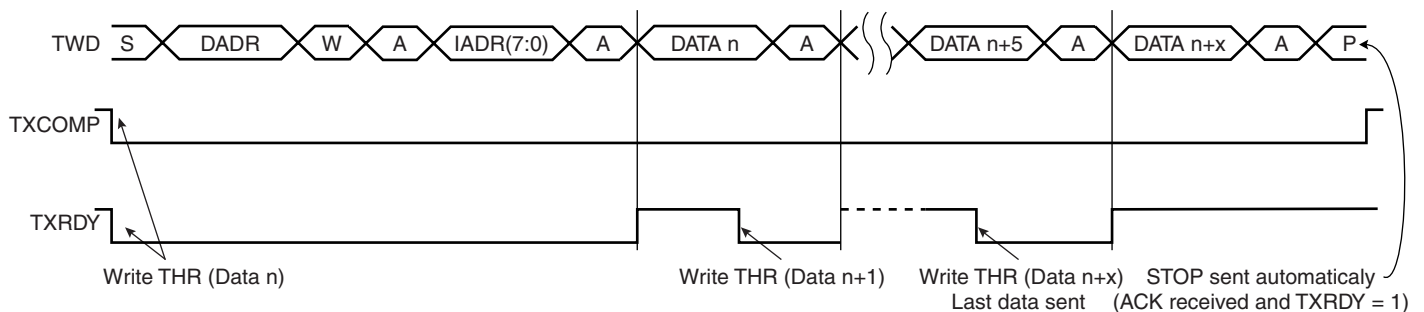 TWD S DADR W A IADR(7:0) A DATA n A DATA n+5 A DATA n+x A P
TXCOMP
TXRDY
Write THR (Data n) Write THR (Data n+1) Write THR (Data n+x) STOP sent automaticaly
Last data sent (ACK received and TXRDY = 1)